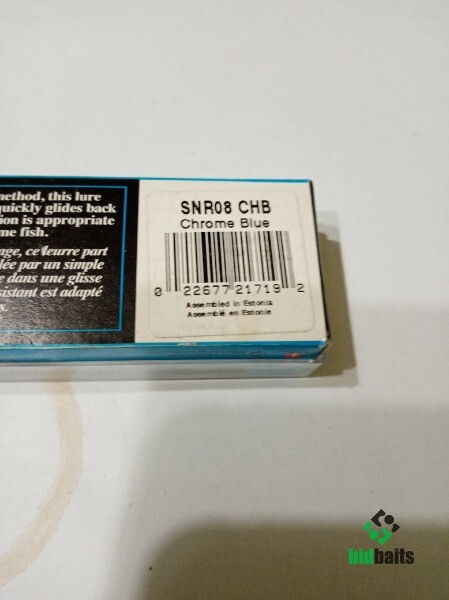 method, this lure
quickly glides back
ion is appropriate
me fish.
age, ce leurre part
lée par un simple
e dans une glisse
sistant est adapté
s.
SNR08 CHB
Chrome Blue
0 22677 21719 2
Assembled in Estonia
Assemblé en Estonie
bidbaits